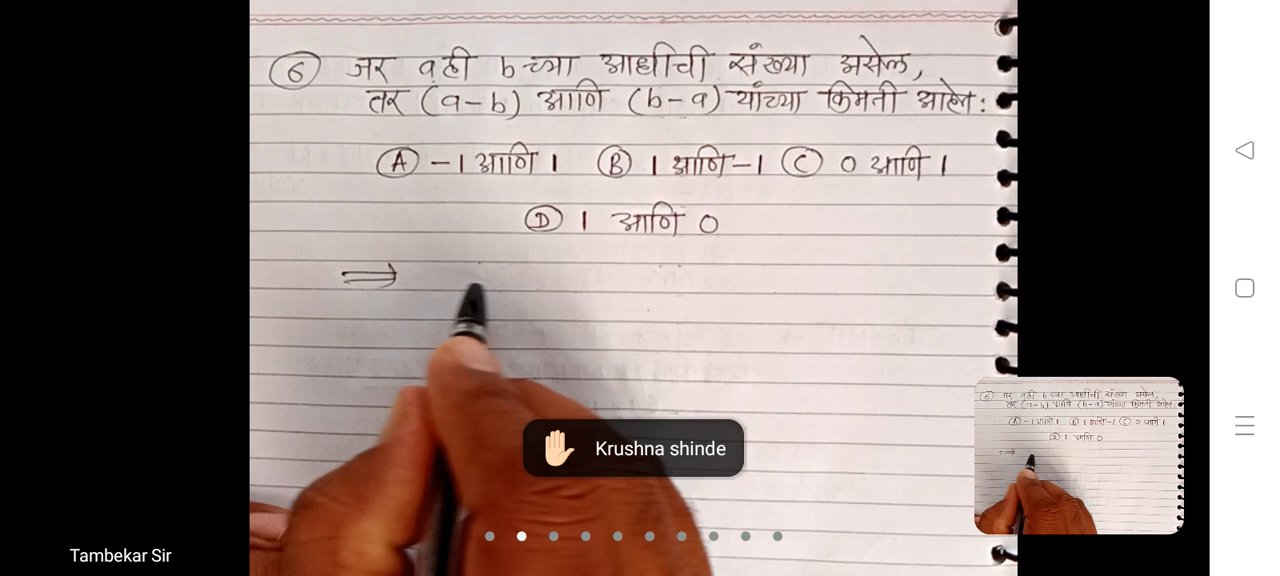 ⑥ जर a ही b च्या आधीची संख्या असेल,
तर (a-b) आणि (b-a) यांच्या किंमती आहेत:
Ⓐ -1 आणि 1 Ⓑ 1 आणि -1 Ⓒ 0 आणि 1
Ⓓ 1 आणि 0
⇒
Krushna shinde
Tambekar Sir